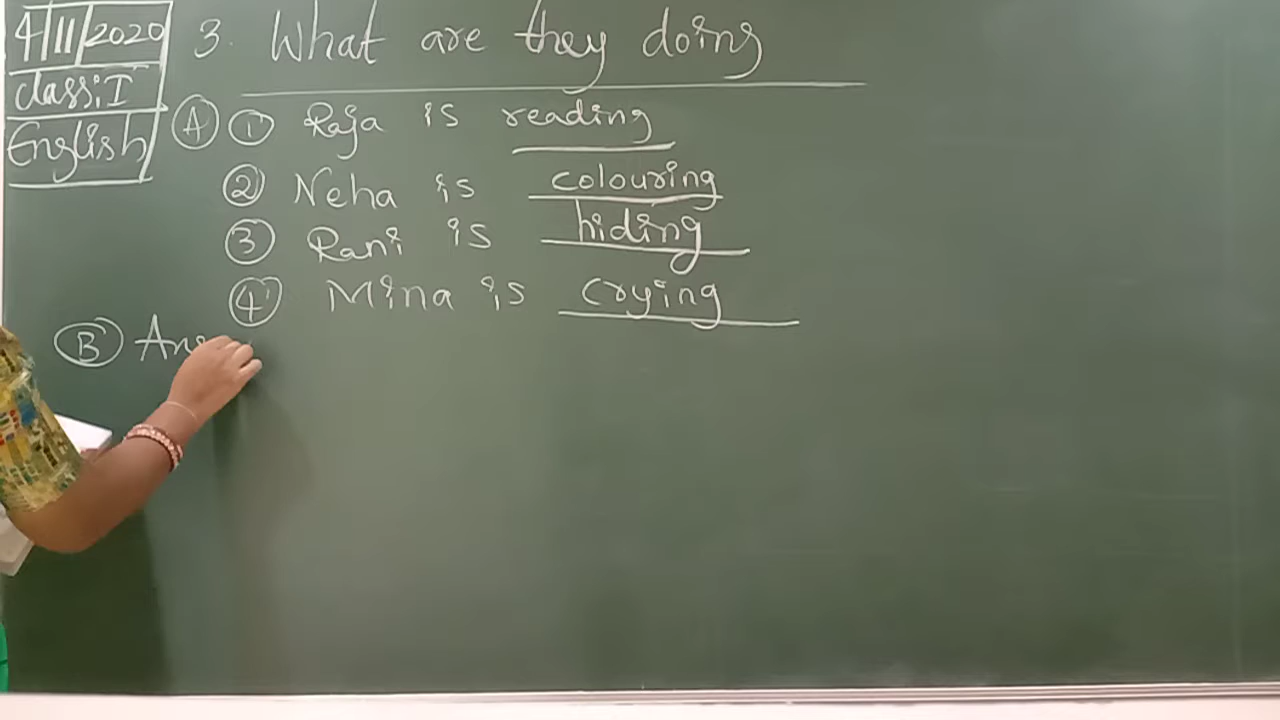 4/11/2020
class: I
English
3. What are they doing
A 1 Raja is reading
2 Neha is colouring
3 Rani is hiding
4 Mina is crying
B